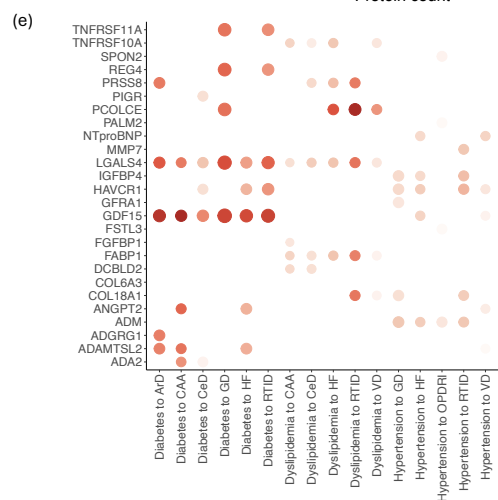 Protein count
(e)
TNFRSF11A
TNFRSF10A
SPON2
REG4
PRSS8
PIGR
PCOLCE
PALM2
NTproBNP
MMP7
LGALS4
IGFBP4
HAVCR1
GFRA1
GDF15
FSTL3
FGFBP1
FABP1
DCBLD2
COL6A3
COL18A1
ANGPT2
ADM
ADGRG1
ADAMTSL2
ADA2
Diabetes to ArD
Diabetes to CAA
Diabetes to CeD
Diabetes to GD
Diabetes to HF
Diabetes to RTID
Dyslipidemia to CAA
Dyslipidemia to CeD
Dyslipidemia to HF
Dyslipidemia to RTID
Dyslipidemia to VD
Hypertension to GD
Hypertension to HF
Hypertension to OPDRI
Hypertension to RTID
Hypertension to VD